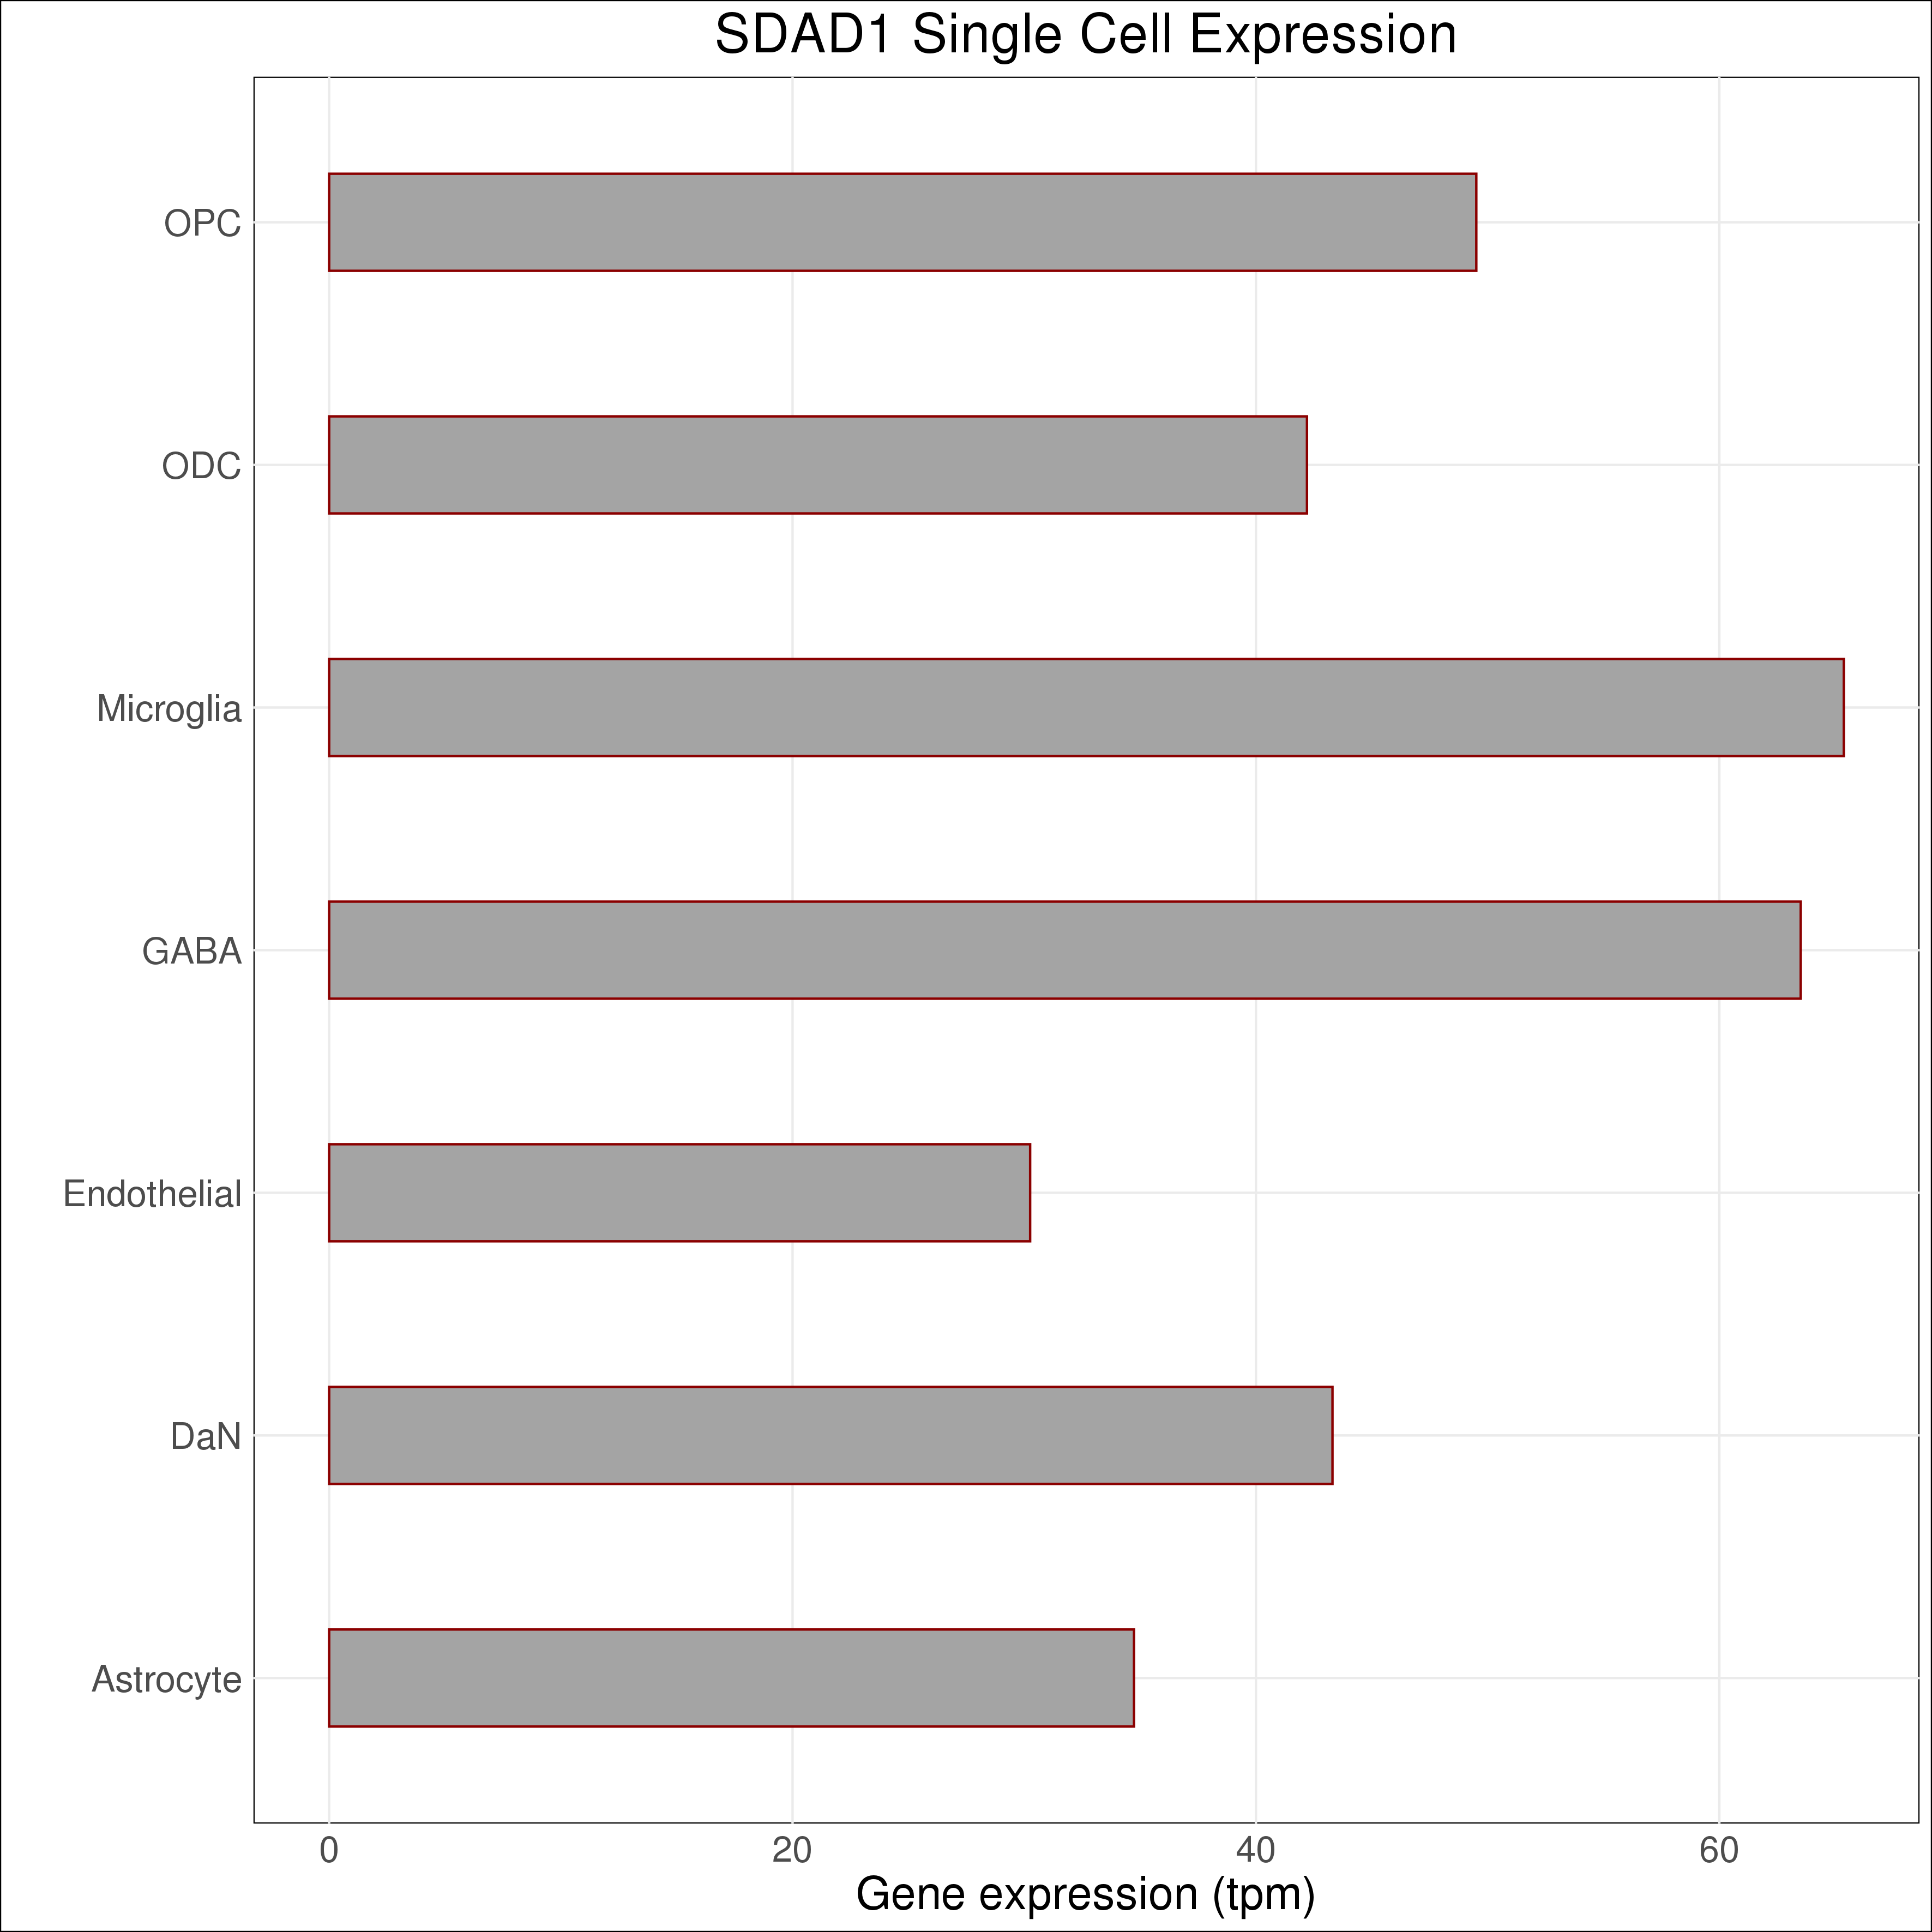 SDAD1 Single Cell Expression
OPC
ODC
Microglia
GABA
Endothelial
DaN
Astrocyte
0 20 40 60
Gene expression (tpm)